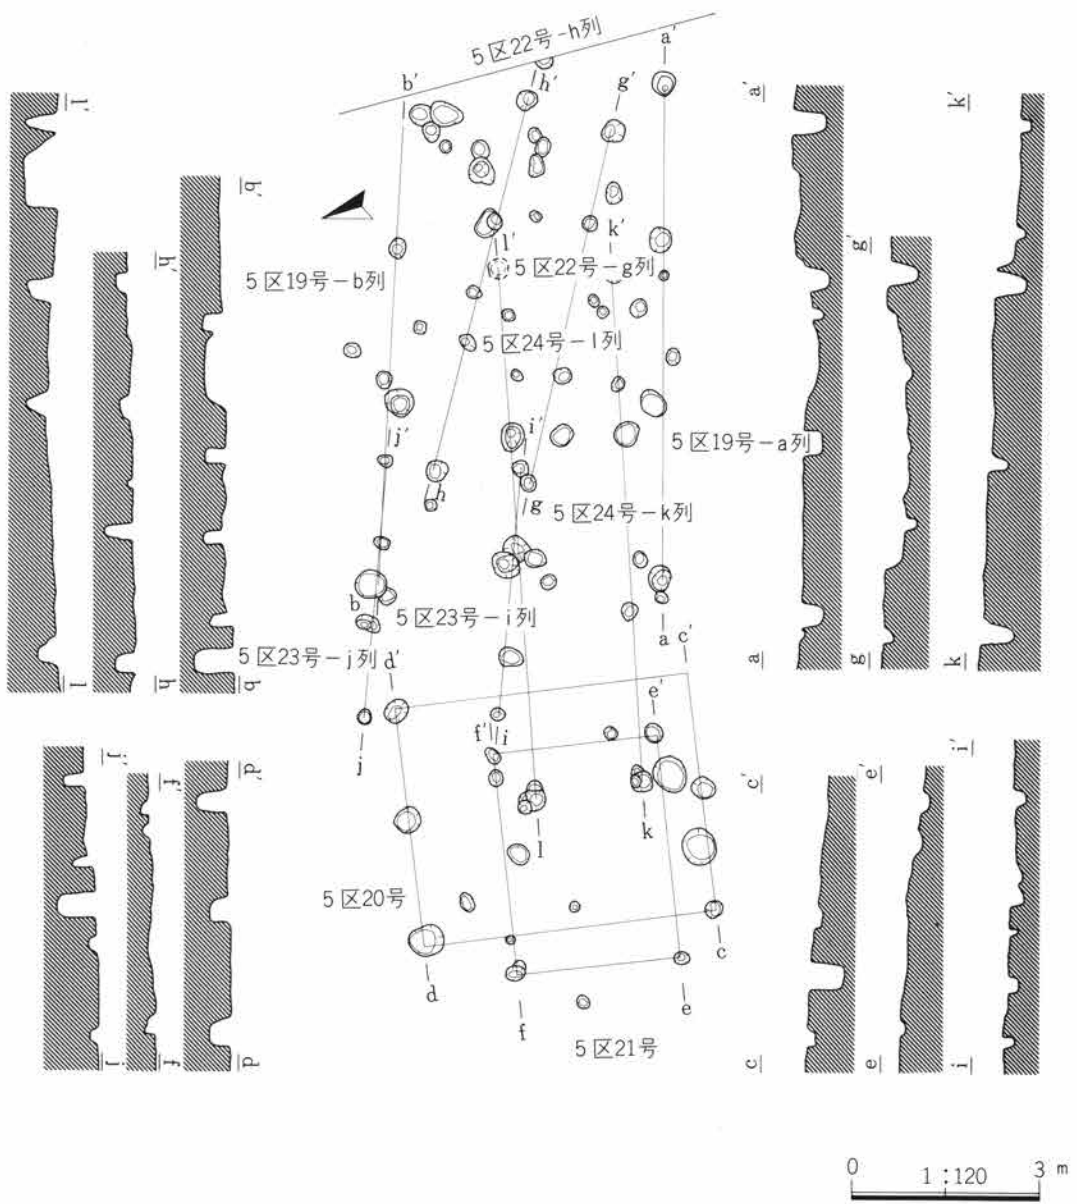 5区22号-h列
a'
b'
h'
g'
l'
a'
k'
b'
k'
h'
l'
5区22号-g列
g'
5区19号-b列
5区24号-l列
j'
i'
5区19号-a列
h
g
5区24号-k列
b
5区23号-i列
a
c'
5区23号-j列
d'
l
h
b
a
g
k
e'
f'
i
j
j'
f'
d'
c'
e'
i'
k
l
5区20号
c
d
e
f
5区21号
j
f
d
c
e
i
0
1:120
3 m